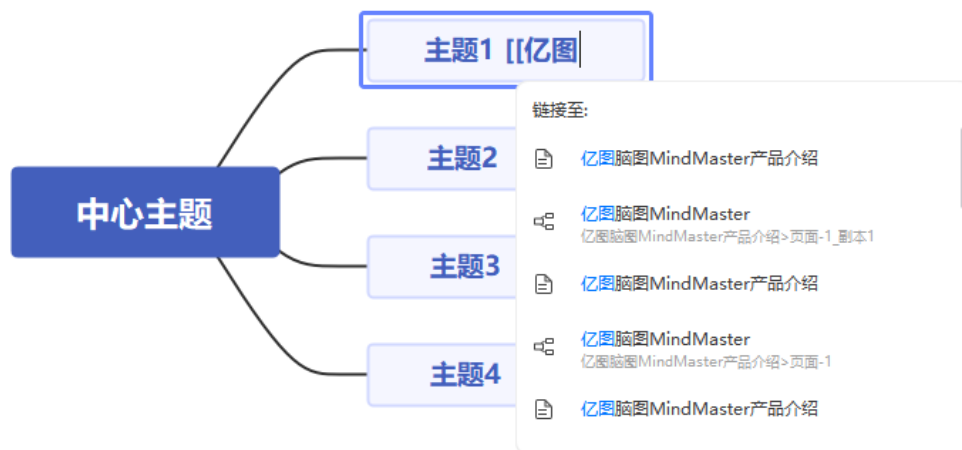 主题1 [[亿图
链接至:
主题2
亿图脑图MindMaster产品介绍
中心主题
亿图脑图MindMaster
亿图脑图MindMaster产品介绍>页面-1_副本1
主题3
亿图脑图MindMaster产品介绍
亿图脑图MindMaster
亿图脑图MindMaster产品介绍>页面-1
主题4
亿图脑图MindMaster产品介绍